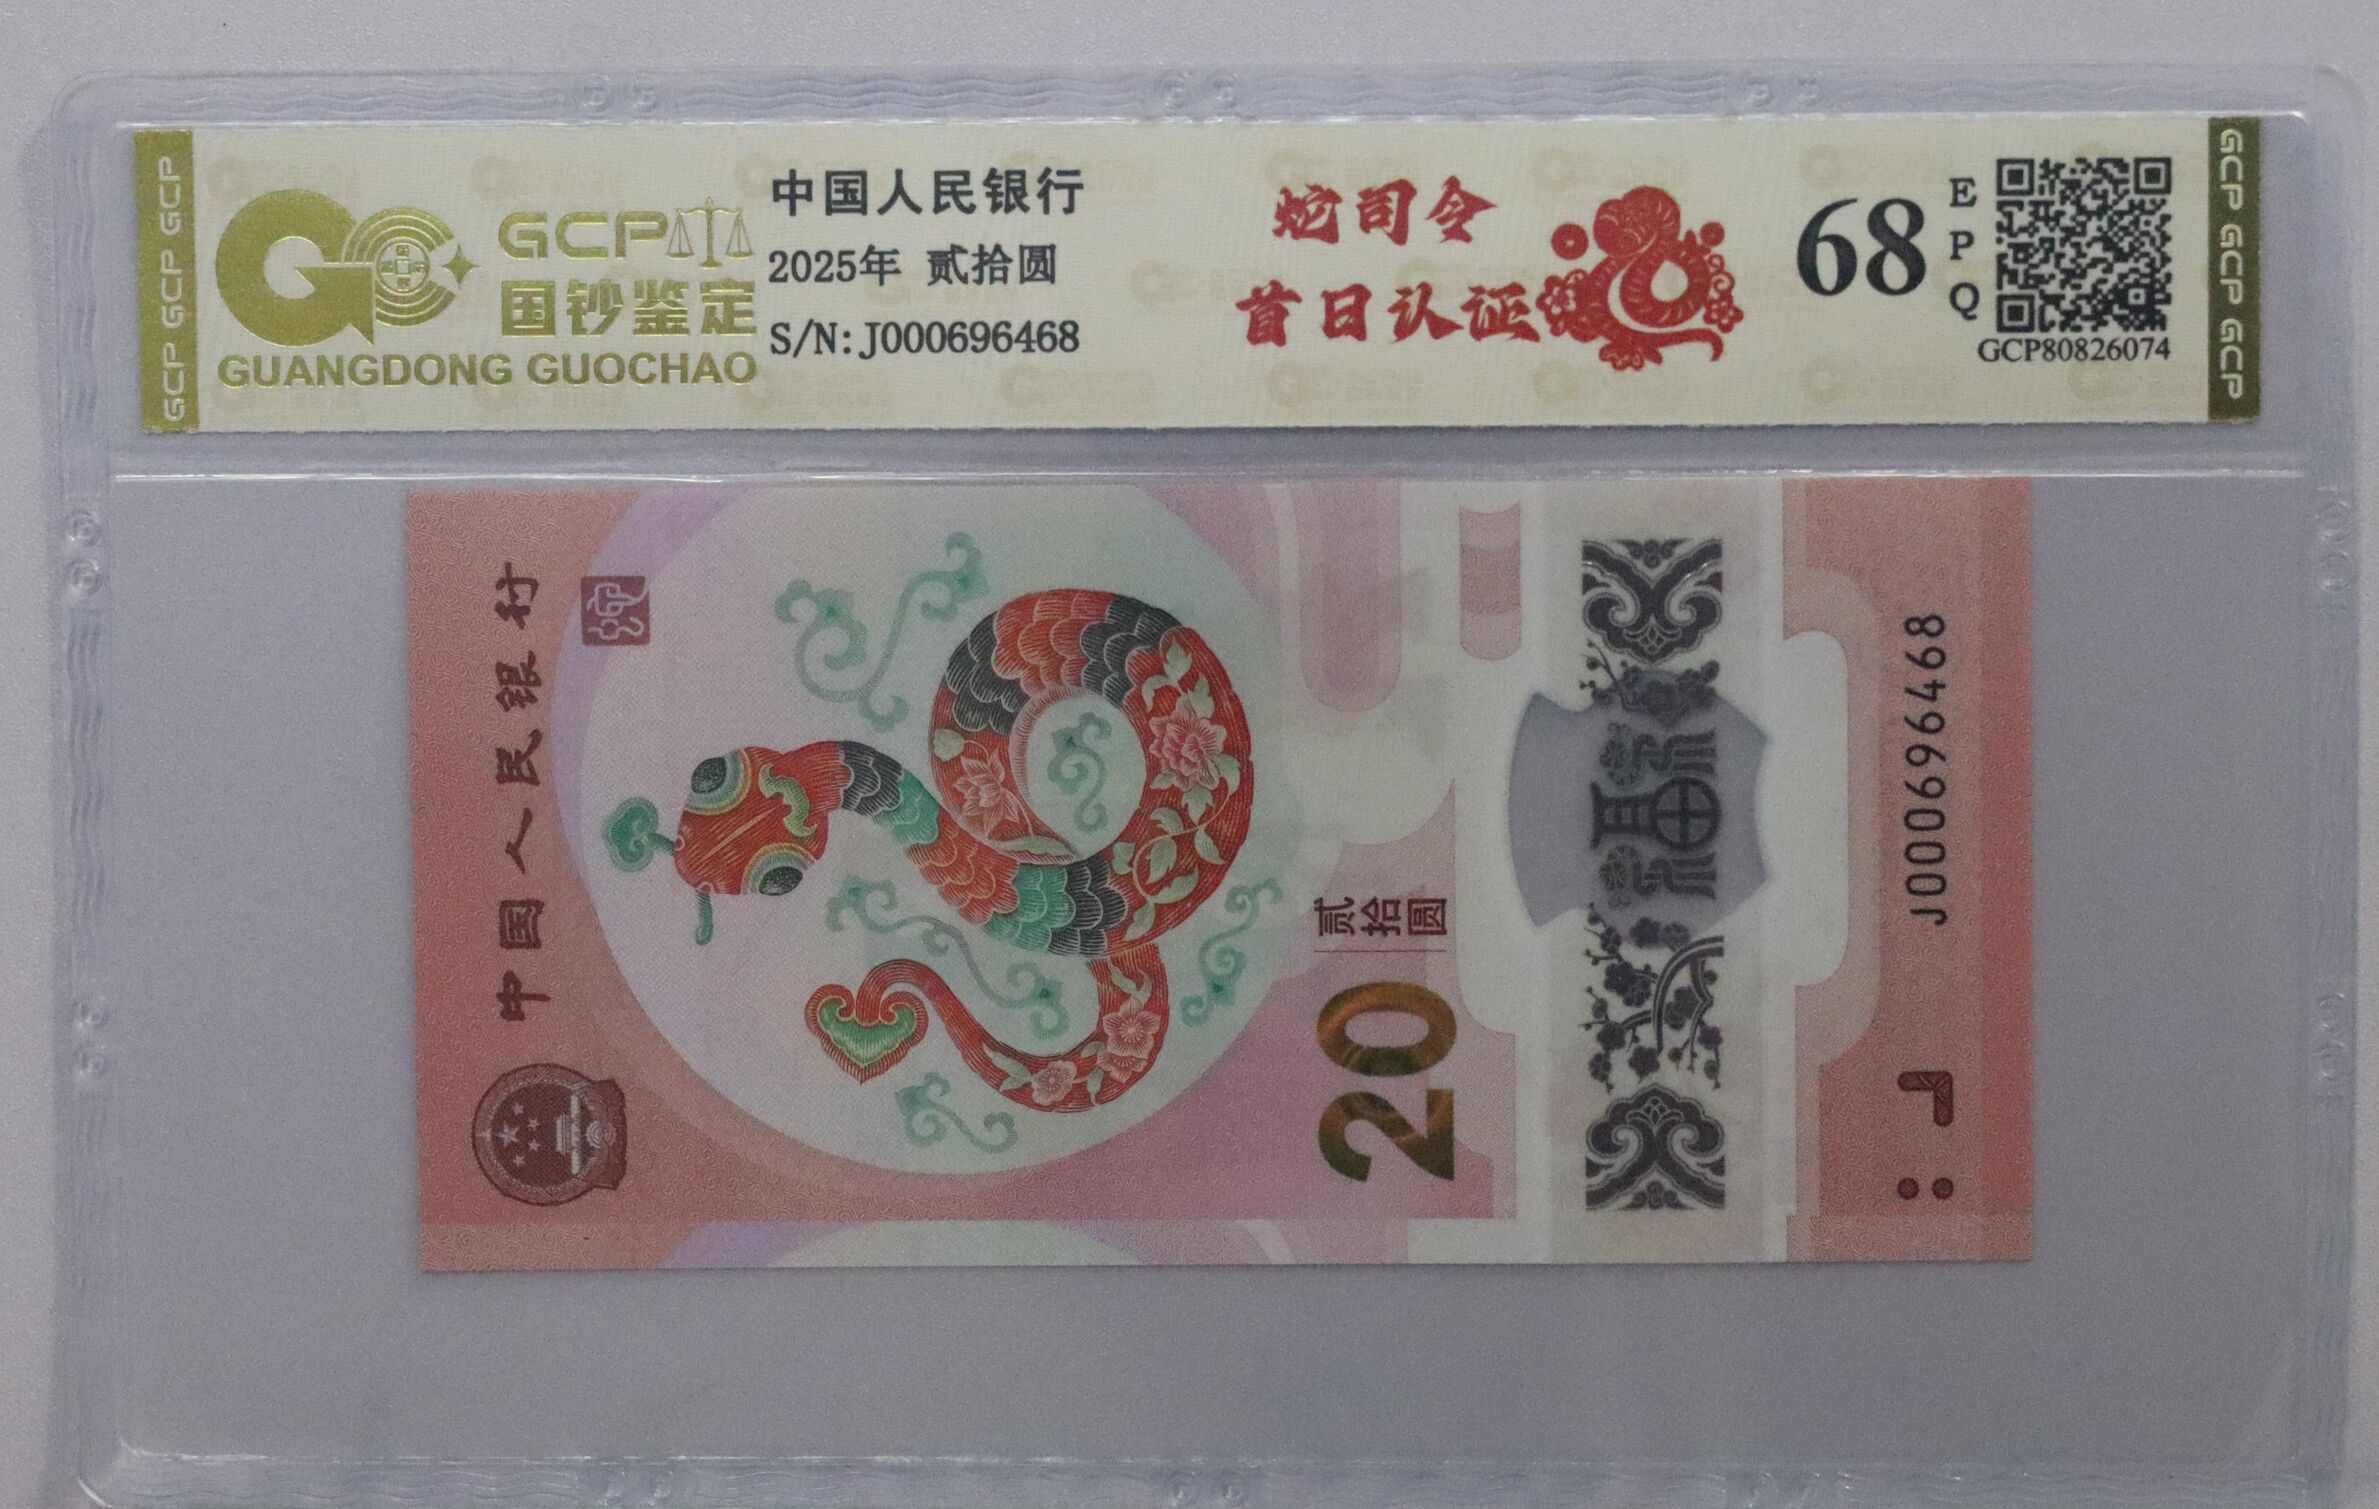 GCP GCP GCP
GCP
国钞鉴定
GUANGDONG GUOCHAO
中国人民银行
2025年 贰拾圆
S/N:J000696468
蛇司令
首日认证
68
EPQ
GCP80826074
GCP GCP GCP
中国人民银行
贰拾圆
20
福
J000696468